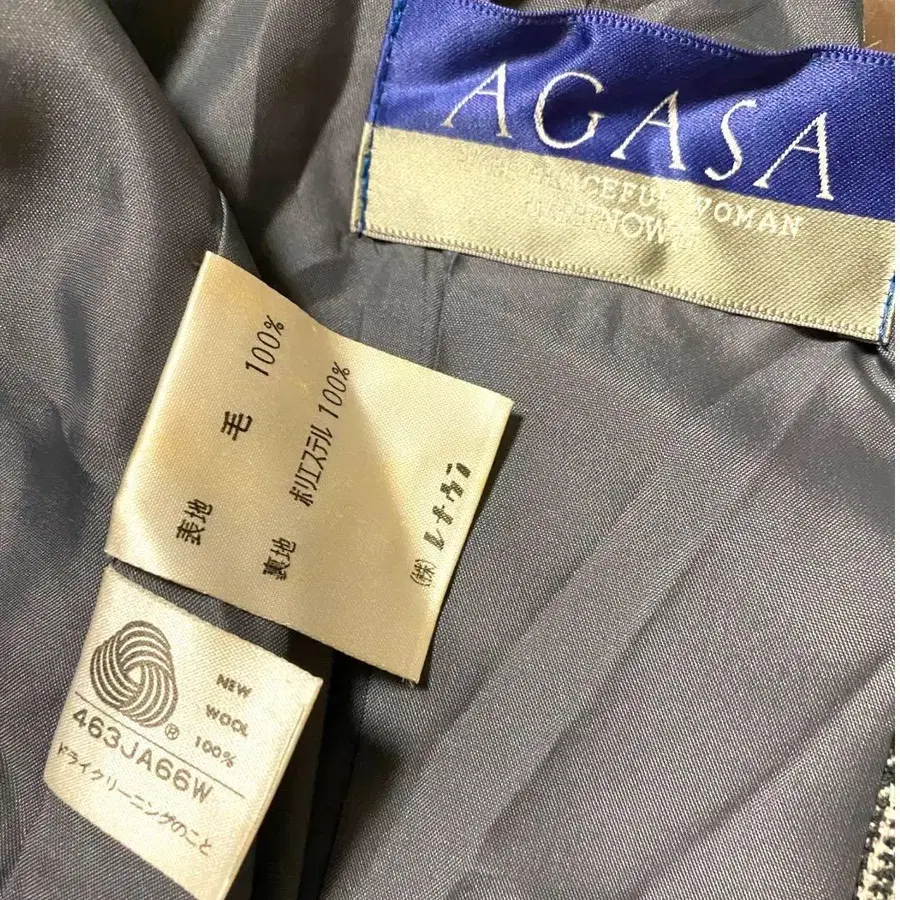 AGASA
GRACEFUL WOMAN
NOW
表地 毛 100%
裏地 ポリエステル 100%
(株) レナウン
NEW
WOOL
100%
®
463JA66W
ドライクリーニングのこと